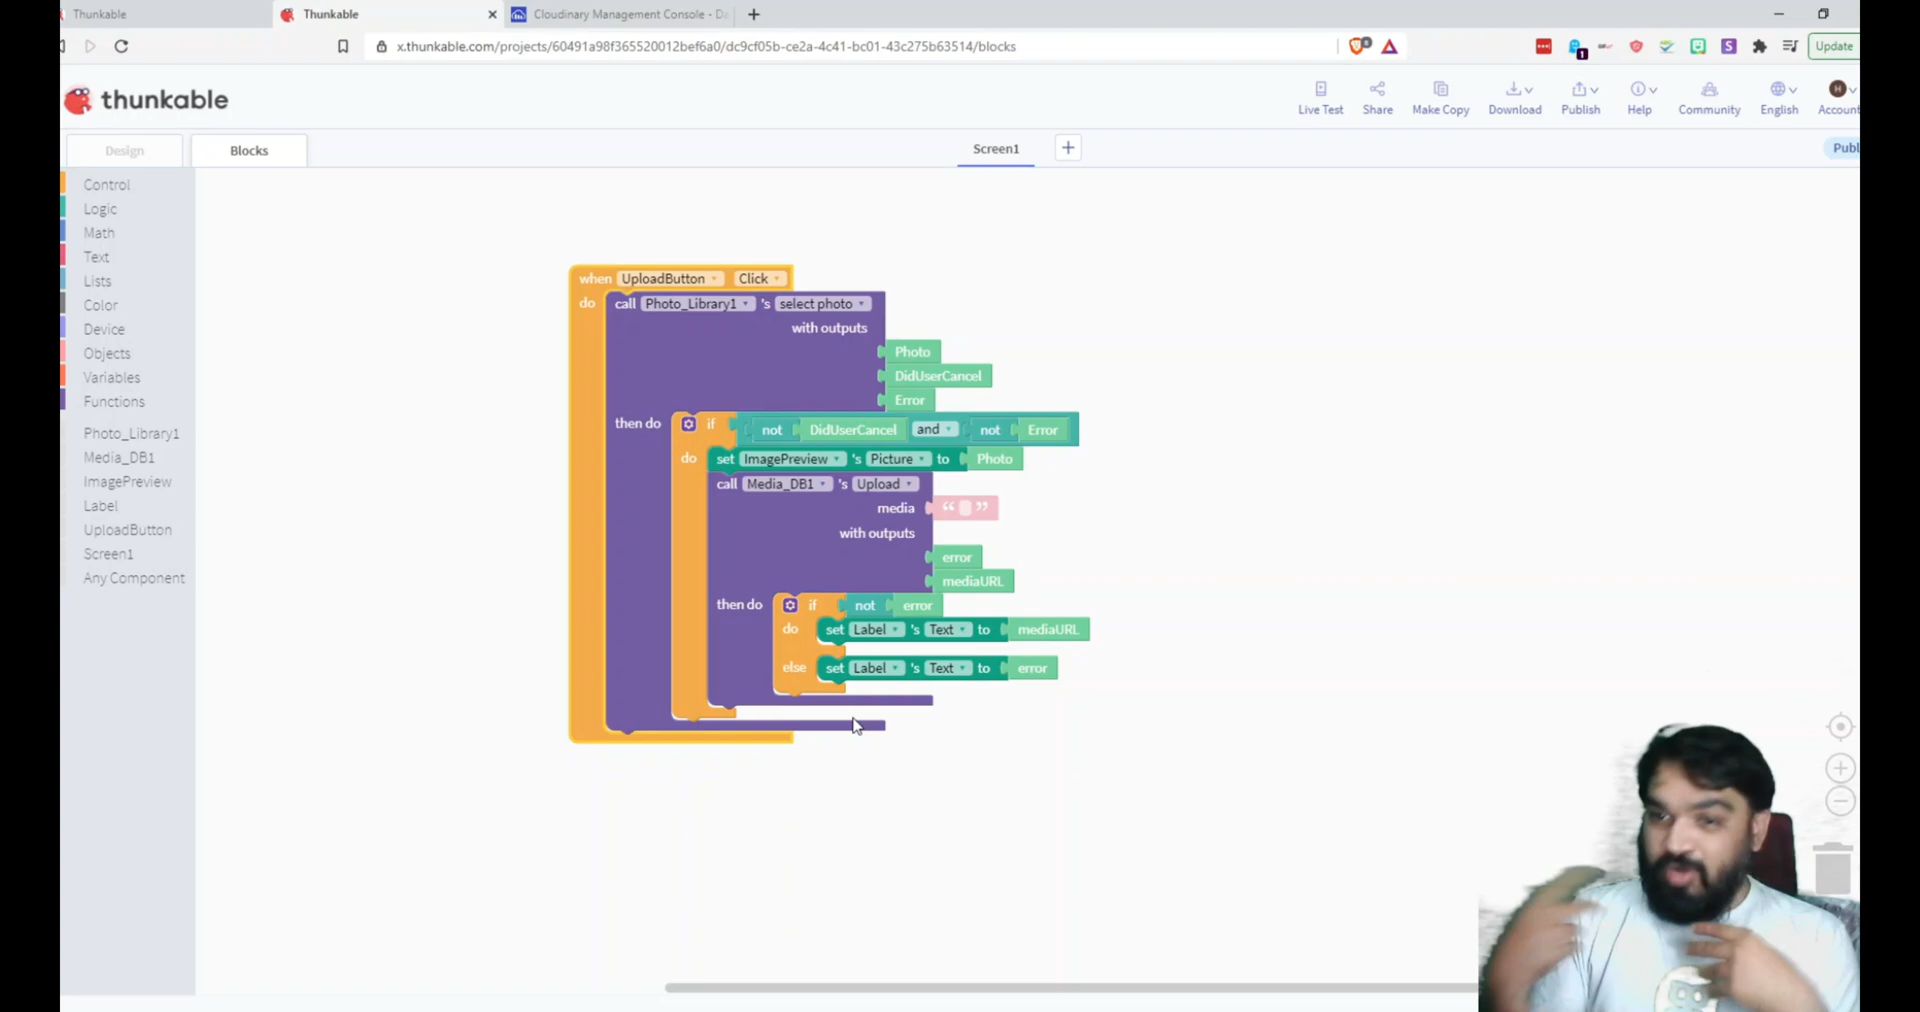 Thunkable
Thunkable
Cloudinary Management Console - Da
x.thunkable.com/projects/60491a98f365520012bef6a0/dc9cf05b-ce2a-4c41-bc01-43c275b63514/blocks
8
1
S
Update
thunkable
Live Test
Share
Make Copy
Download
Publish
Help
Community
English
H
Account
Design
Blocks
Screen1
Publ
Control
Logic
Math
Text
Lists
Color
Device
Objects
Variables
Functions
Photo_Library1
Media_DB1
ImagePreview
Label
UploadButton
Screen1
Any Component
when UploadButton Click
do call Photo_Library1 's select photo
with outputs
Photo
DidUserCancel
Error
then do if not DidUserCancel and not Error
do set ImagePreview 's Picture to Photo
call Media_DB1 's Upload
media “ ”
with outputs
error
mediaURL
then do if not error
do set Label 's Text to mediaURL
else set Label 's Text to error